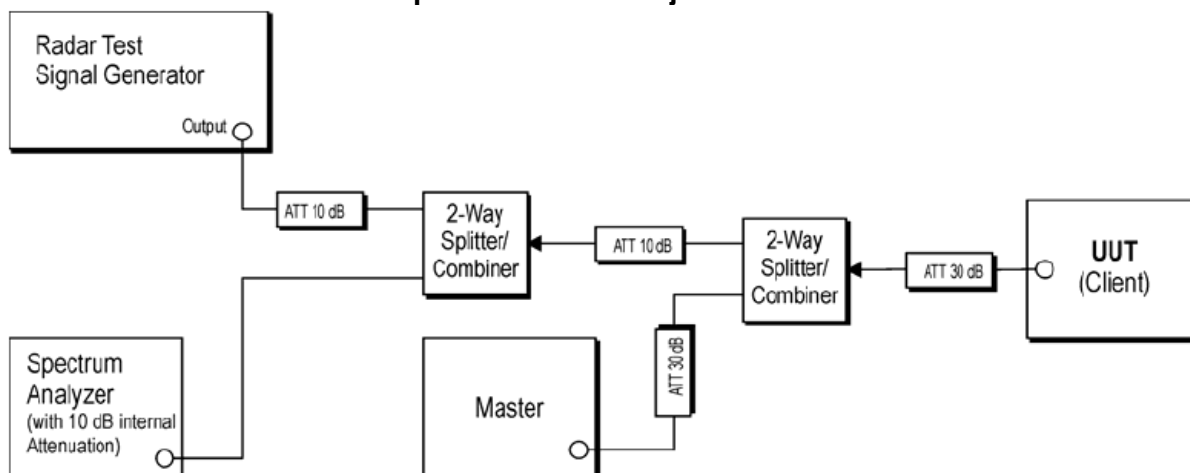 Radar Test
Signal Generator
Output
ATT 10 dB
2-Way
Splitter/
Combiner
ATT 10 dB
2-Way
Splitter/
Combiner
ATT 30 dB
UUT
(Client)
ATT 30 dB
Spectrum
Analyzer
(with 10 dB internal
Attenuation)
Master